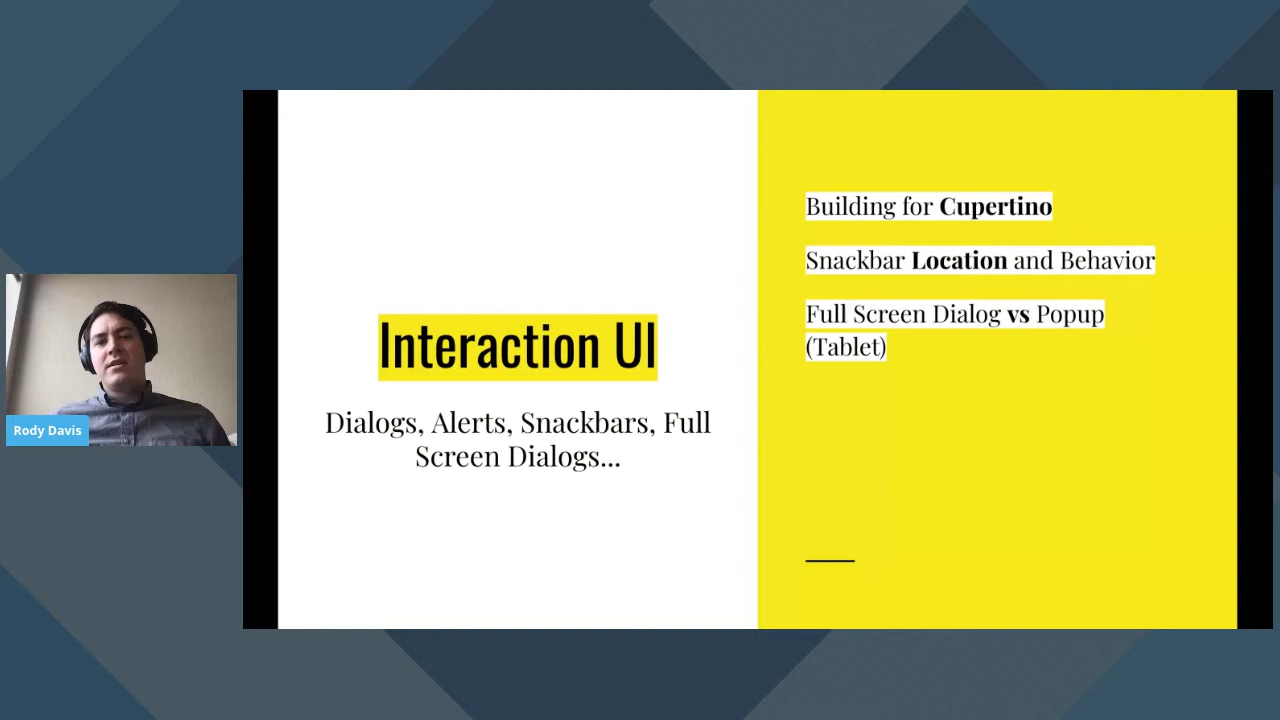 Interaction UI
Dialogs, Alerts, Snackbars, Full
Screen Dialogs...
Building for Cupertino
Snackbar Location and Behavior
Full Screen Dialog vs Popup
(Tablet)
Rody Davis